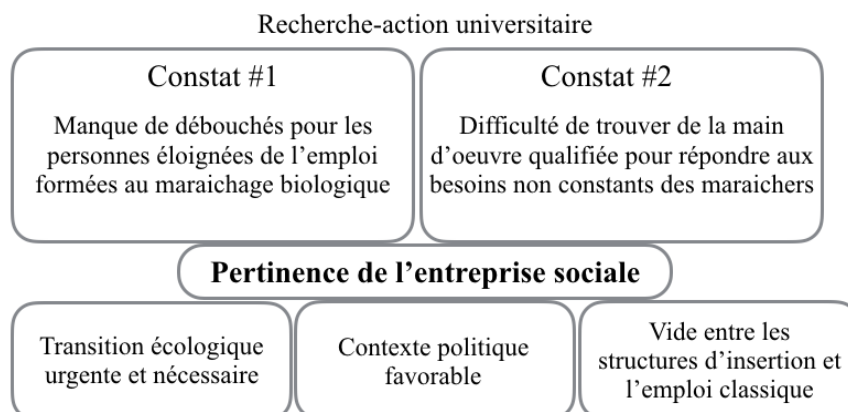 Recherche-action universitaire
Constat #1
Manque de débouchés pour les
personnes éloignées de l'emploi
formées au maraichage biologique
Constat #2
Difficulté de trouver de la main
d'oeuvre qualifiée pour répondre aux
besoins non constants des maraichers
Pertinence de l'entreprise sociale
Transition écologique
urgente et nécessaire
Contexte politique
favorable
Vide entre les
structures d'insertion et
l'emploi classique